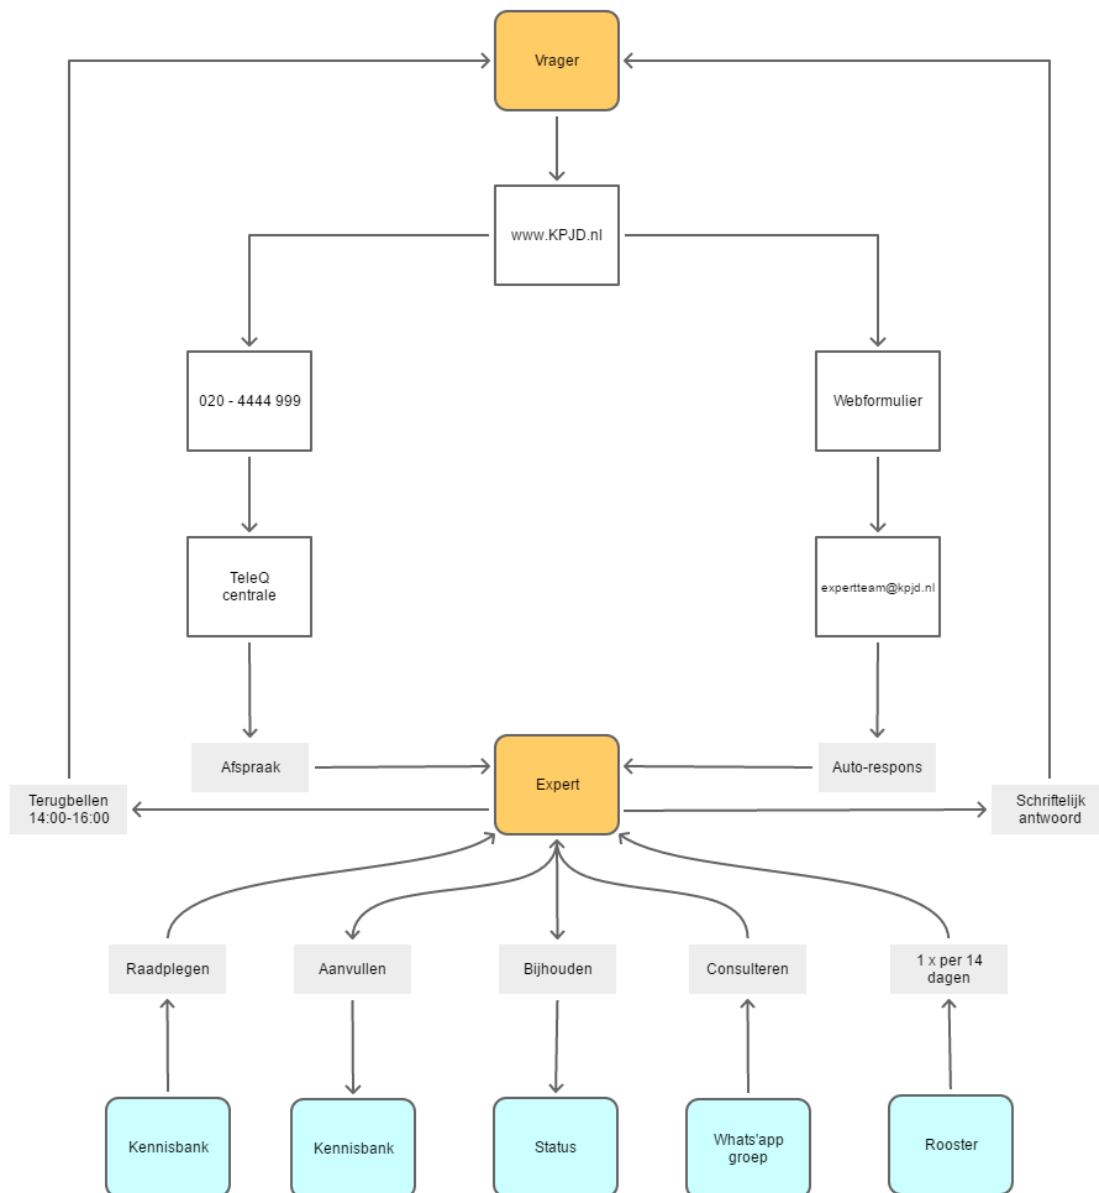 Vrager
www.KPJD.nl
020 - 4444 999
Webformulier
TeleQ
centrale
expertteam@kpjd.nl
Afspraak
Expert
Auto-respons
Terugbellen
14:00-16:00
Schriftelijk
antwoord
Raadplegen
Aanvullen
Bijhouden
Consulteren
1 x per 14
dagen
Kennisbank
Kennisbank
Status
Whats'app
groep
Rooster